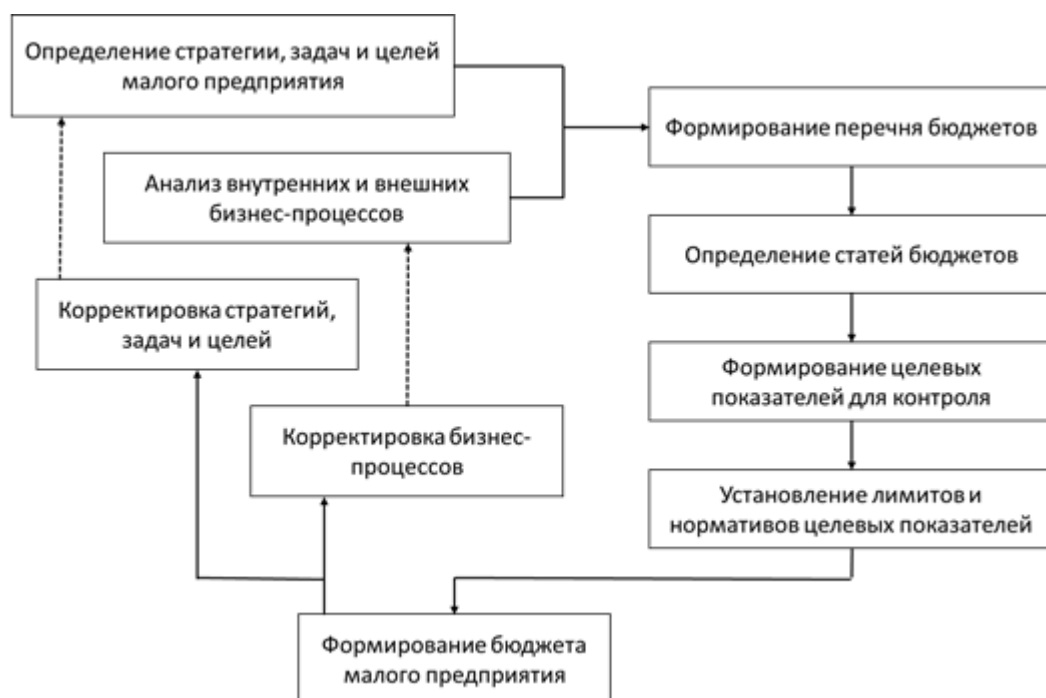 Определение стратегии, задач и целей
малого предприятия
Формирование перечня бюджетов
Анализ внутренних и внешних
бизнес-процессов
Определение статей бюджетов
Корректировка стратегий,
задач и целей
Формирование целевых
показателей для контроля
Корректировка бизнес-
процессов
Установление лимитов и
нормативов целевых показателей
Формирование бюджета
малого предприятия